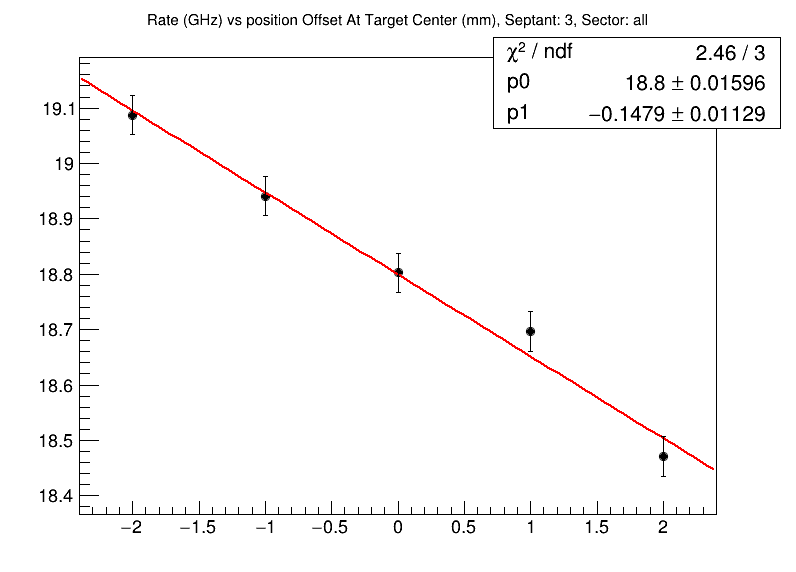 Rate (GHz) vs position Offset At Target Center (mm), Septant: 3, Sector: all
χ² / ndf 2.46 / 3
p0 18.8 ± 0.01596
p1 −0.1479 ± 0.01129
19.1
19
18.9
18.8
18.7
18.6
18.5
18.4
−2 −1.5 −1 −0.5 0 0.5 1 1.5 2